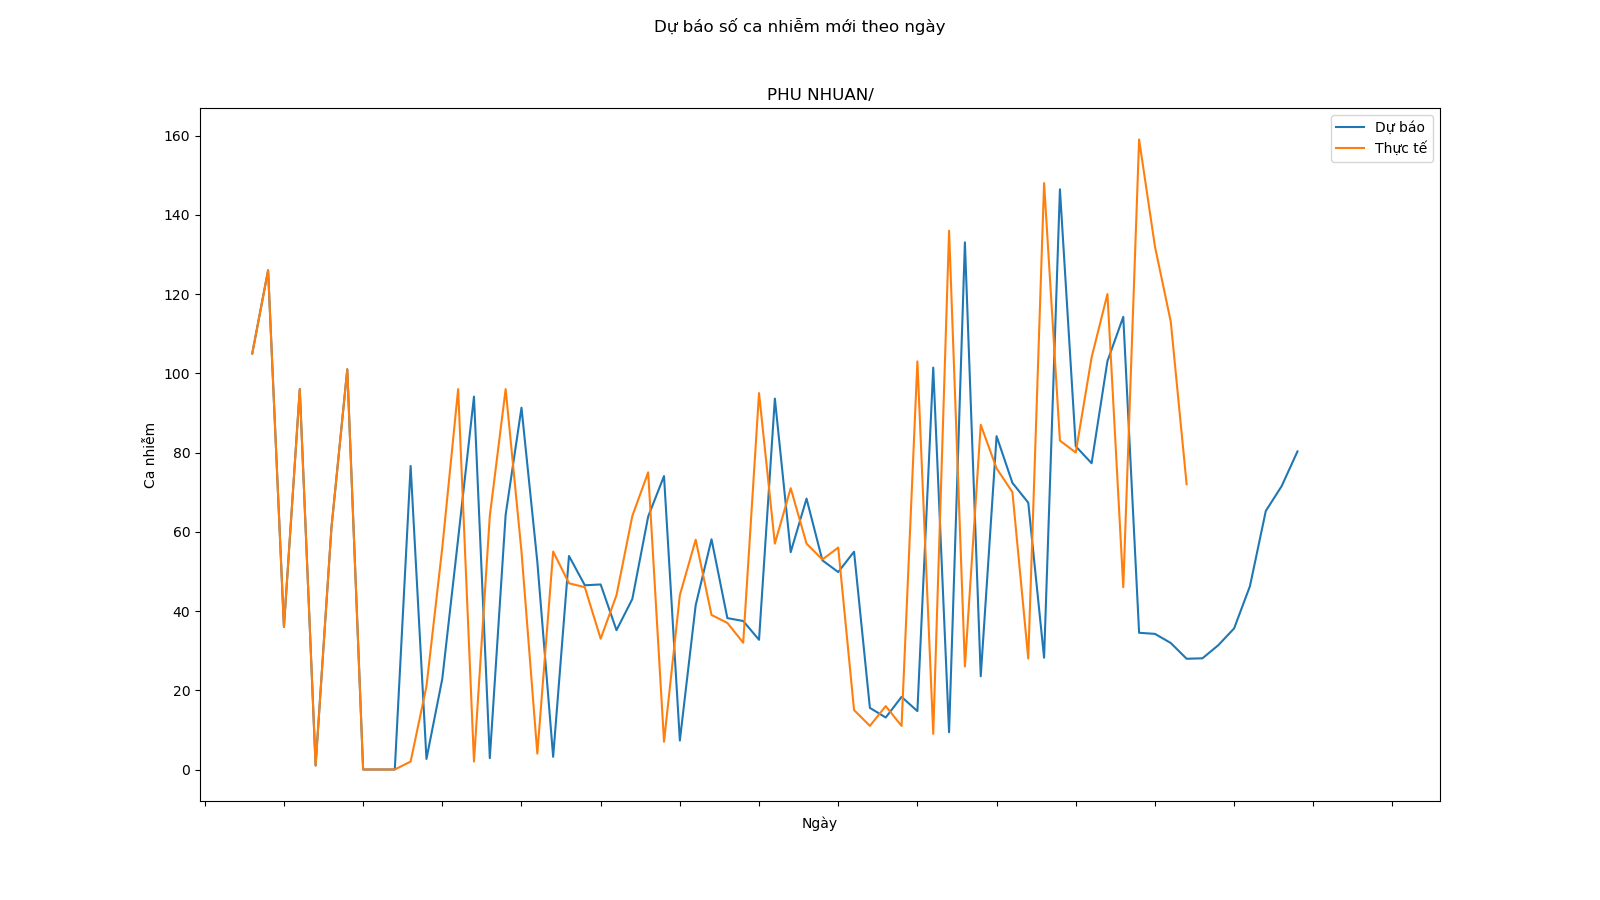 Dự báo số ca nhiễm mới theo ngày
PHU NHUAN/
Dự báo
Thực tế
160
140
120
100
80
60
40
20
0
Ca nhiễm
Ngày